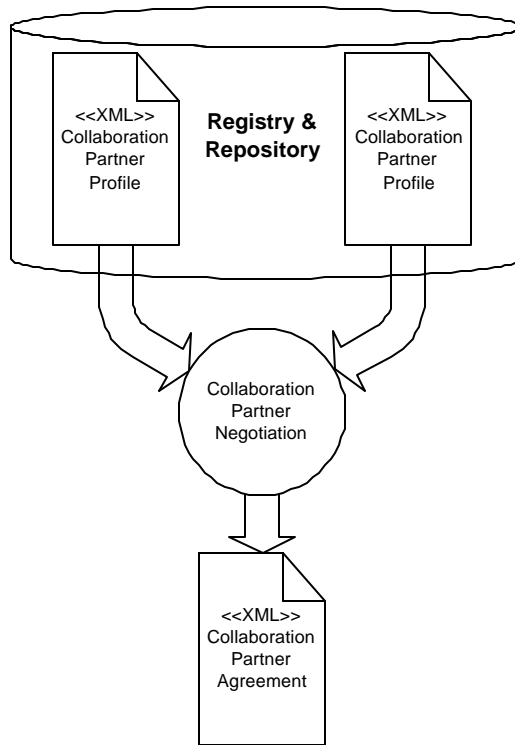 <<XML>>
Collaboration
Partner
Profile
Registry &
Repository
<<XML>>
Collaboration
Partner
Profile
Collaboration
Partner
Negotiation
<<XML>>
Collaboration
Partner
Agreement